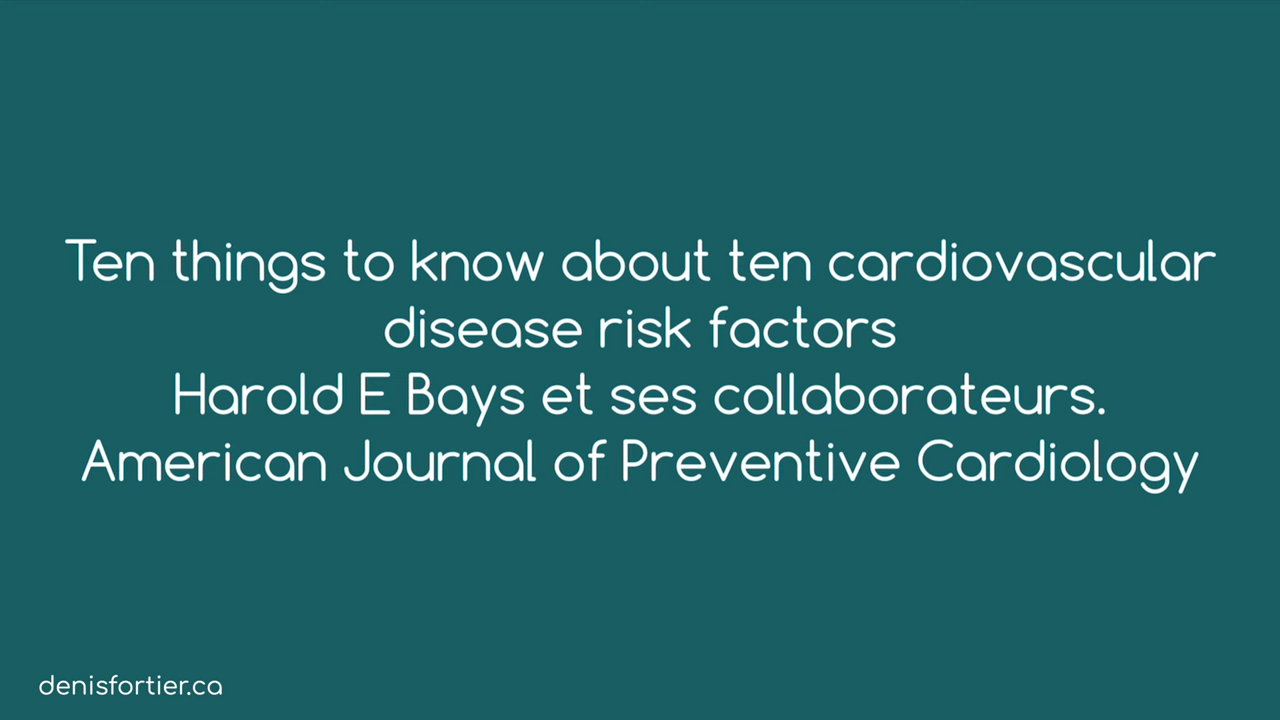 Ten things to know about ten cardiovascular
disease risk factors
Harold E Bays et ses collaborateurs.
American Journal of Preventive Cardiology
denisfortier.ca